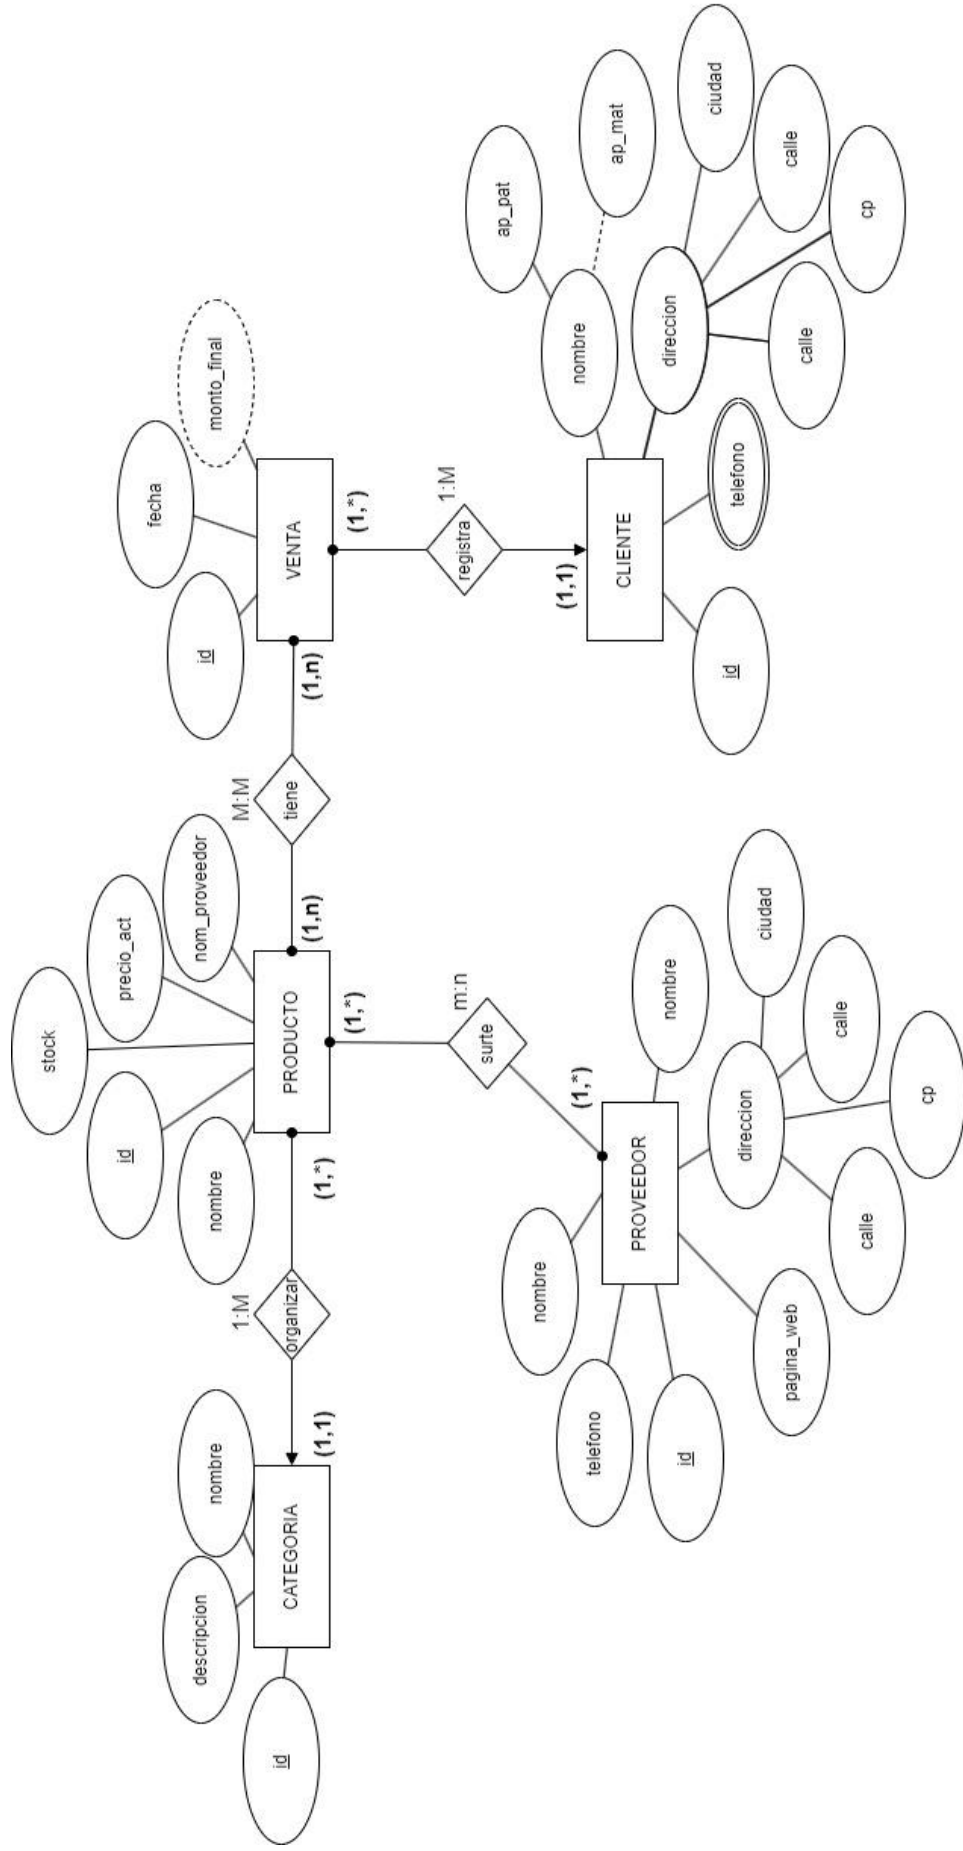 id
descripcion
nombre
CATEGORIA
(1,1)
1:M
organizar
(1,*)
nombre
id
stock
precio_act
nom_proveedor
PRODUCTO
(1,n)
(1,*)
M:M
tiene
(1,n)
id
fecha
monto_final
VENTA
(1,*)
1:M
registra
(1,1)
CLIENTE
id
telefono
nombre
ap_pat
ap_mat
direccion
ciudad
calle
cp
calle
m:n
surte
(1,*)
PROVEEDOR
nombre
telefono
id
pagina_web
nombre
direccion
ciudad
calle
cp
calle